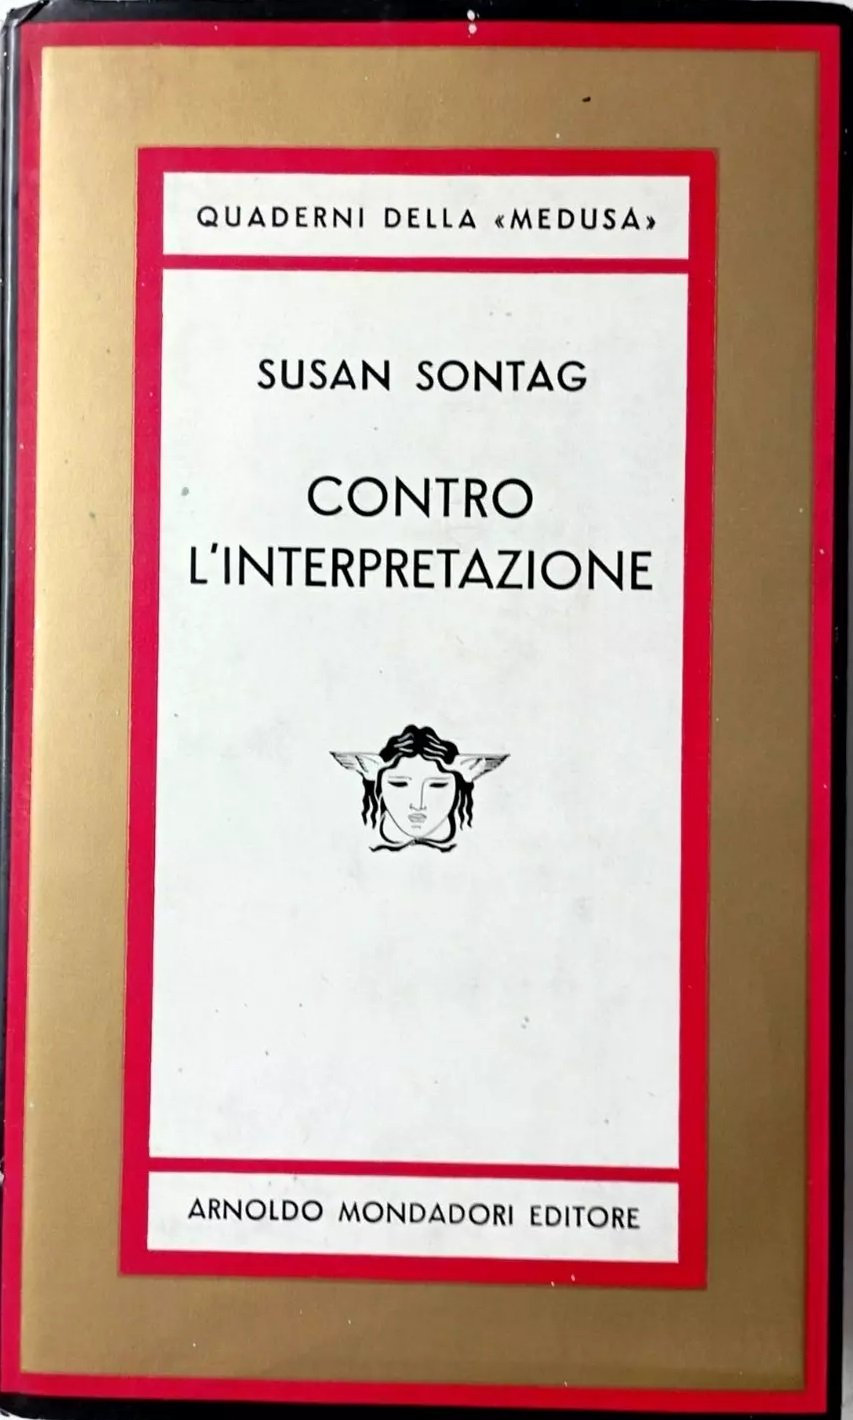 QUADERNI DELLA «MEDUSA»
SUSAN SONTAG
CONTRO
L'INTERPRETAZIONE
ARNOLDO MONDADORI EDITORE